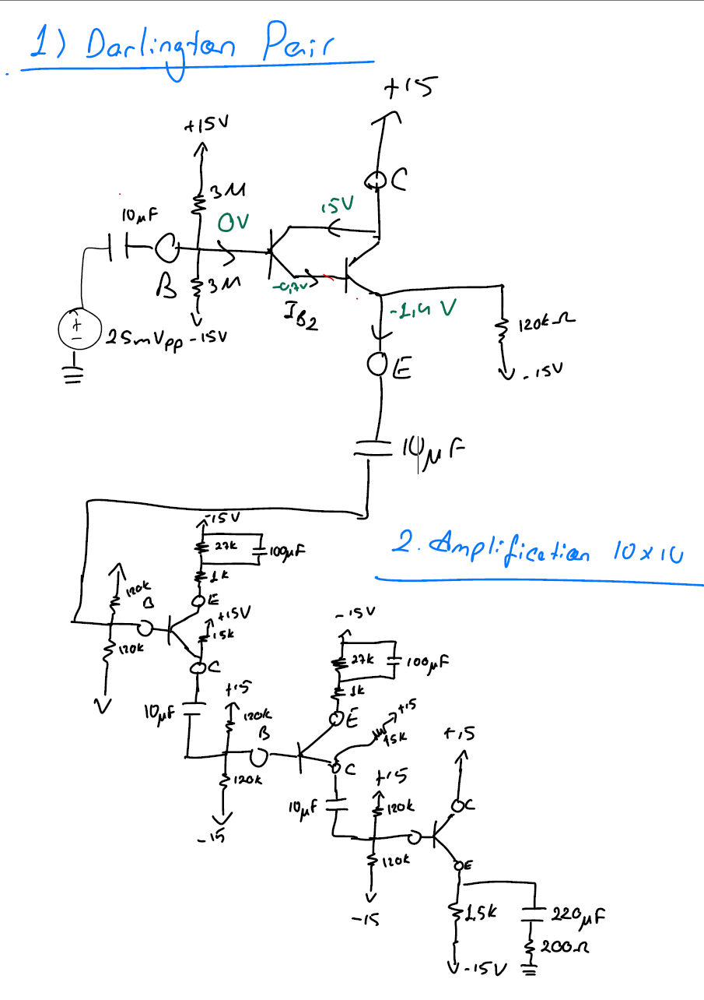 1) Darlington Pair
+15
+15V
3M
C
10µF
0V
15V
B
3M
-0,7V
I_B2
-1,4 V
120kΩ
25mVpp
-15V
E
-15V
10µF
-15V
27k
100µF
2. Amplification 10x10
1k
120k
B
E
+15V
15k
-15V
120k
C
27k
100µF
10µF
+15
120k
1k
B
E
+15
15k
+15
120k
C
+15
10µF
120k
C
-15
120k
E
-15
1,5k
220µF
200Ω
-15V